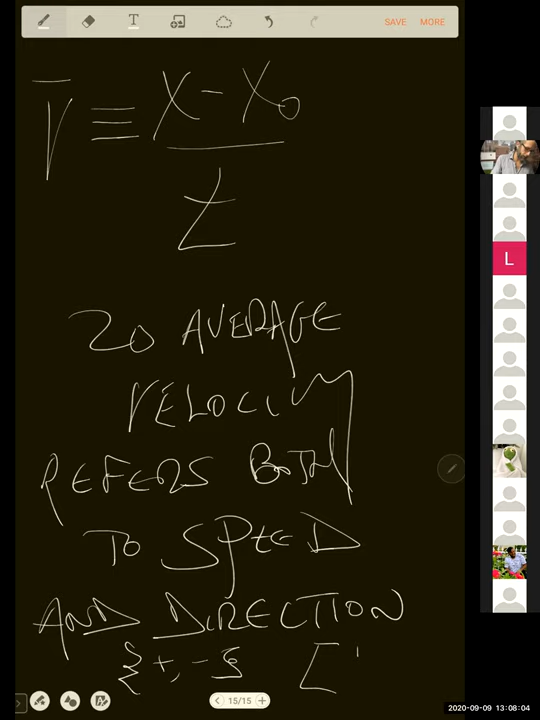 T
SAVE
MORE
V̄ ≡ X - X₀
t
SO AVERAGE
VELOCITY
REFERS BOTH
TO SPEED
AND DIRECTION
{+, -} [
L
15/15
2020-09-09 13:08:04